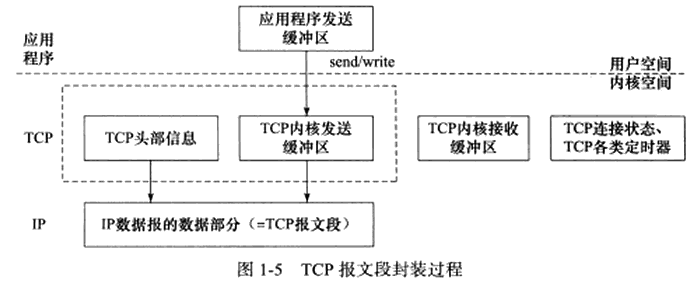 应用程序发送
缓冲区
应用
程序
send/write
用户空间
内核空间
TCP
TCP头部信息
TCP内核发送
缓冲区
TCP内核接收
缓冲区
TCP连接状态、
TCP各类定时器
IP
IP数据报的数据部分（=TCP报文段）
图 1-5 TCP 报文段封装过程